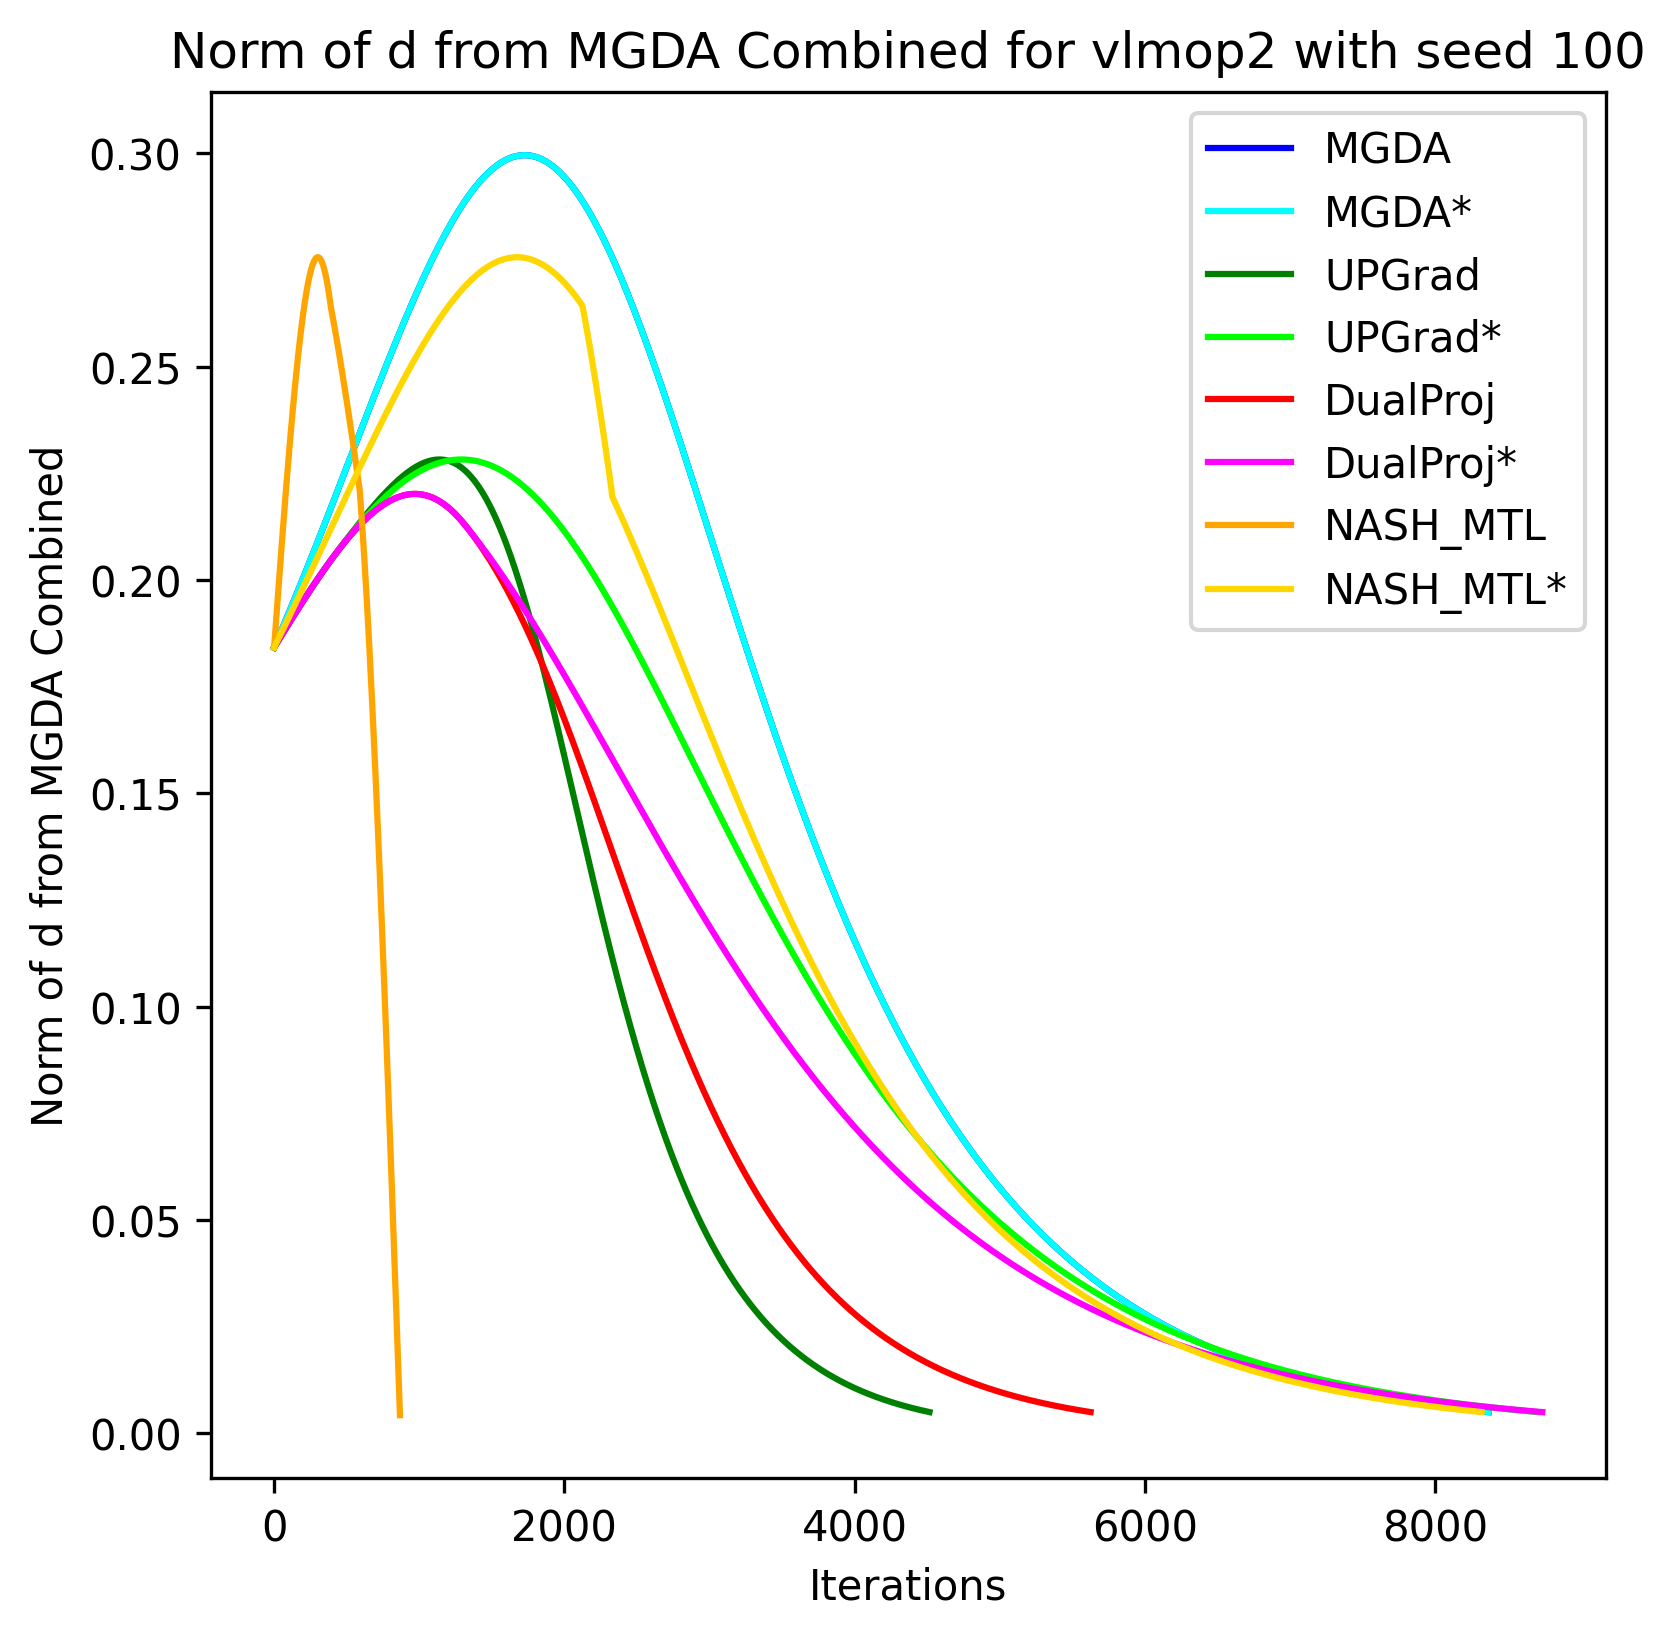 Norm of d from MGDA Combined for vlmop2 with seed 100
Norm of d from MGDA Combined
0.30
0.25
0.20
0.15
0.10
0.05
0.00
MGDA
MGDA*
UPGrad
UPGrad*
DualProj
DualProj*
NASH_MTL
NASH_MTL*
0
2000
4000
6000
8000
Iterations